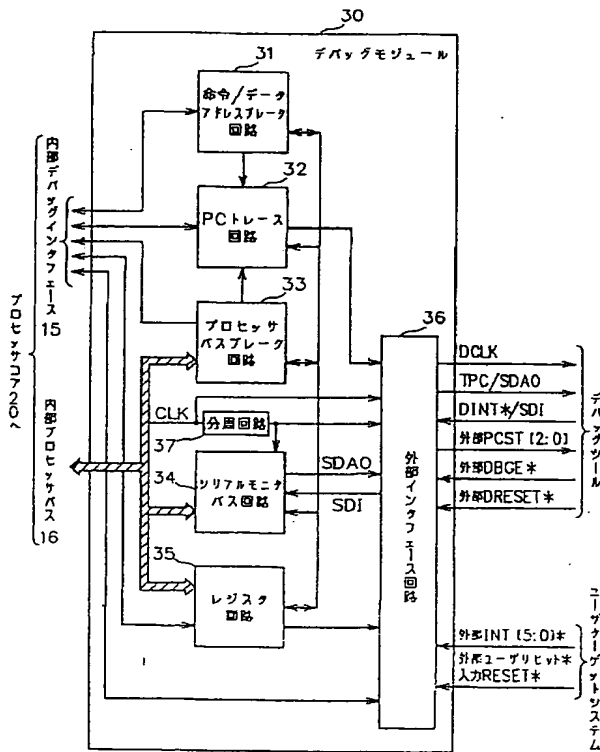 30
デバッグモジュール
31
命令/データ
アドレスブレーク
回路
32
PCトレース
回路
33
プロセッサ
バスブレーク
回路
CLK
37
分周回路
34
シリアルモニタ
バス回路
SDAO
SDI
35
レジスタ
回路
36
外部インタフェース回路
内部デバッグインタフェース
15
プロセッサコア20へ
内部プロセッサバス
16
DCLK
TPC/SDAO
DINT*/SDI
外部PCST [2:0]
外部DBGE*
外部DRESET*
デバッグツール
外部INT [5:0]*
外部ユーザリセット*
入力RESET*
ユーザターゲットシステム